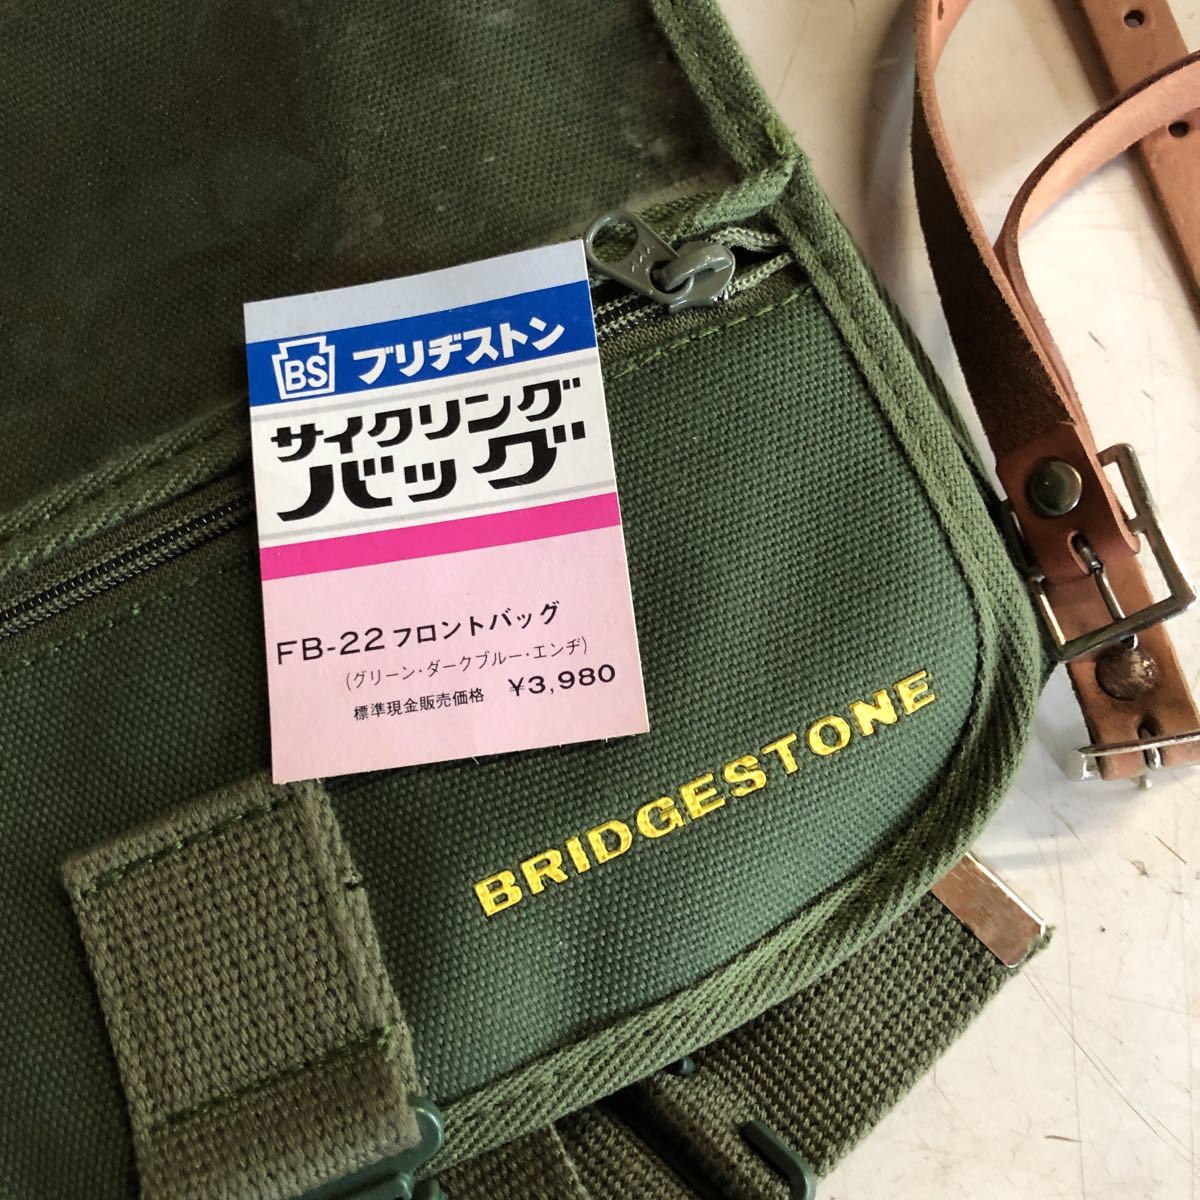 BS ブリヂストン
サイクリング
バッグ
FB-22フロントバッグ
(グリーン・ダークブルー・エンヂ)
標準現金販売価格 ¥3,980
BRIDGESTONE